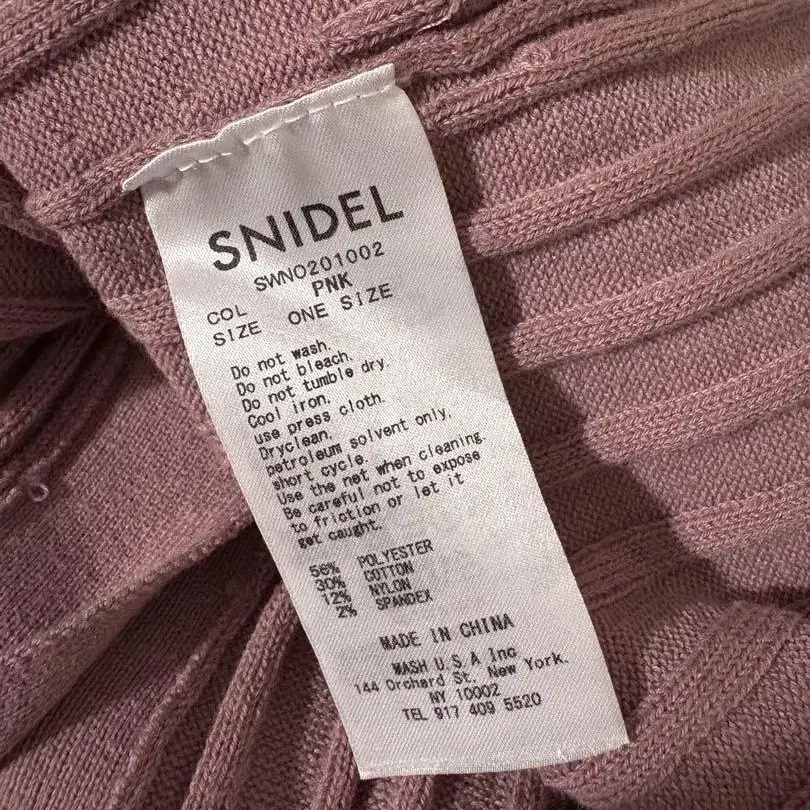 SNIDEL
SWNO201002
COL PNK
SIZE ONE SIZE
Do not wash.
Do not bleach.
Do not tumble dry.
Cool iron.
use press cloth.
Dryclean.
petroleum solvent only.
short cycle.
Use the net when cleaning.
Be careful not to expose
to friction or let it
get caught.
56% POLYESTER
30% COTTON
12% NYLON
2% SPANDEX
MADE IN CHINA
MASH U S A Inc
144 Orchard St. New York.
NY 10002
TEL 917 409 5520